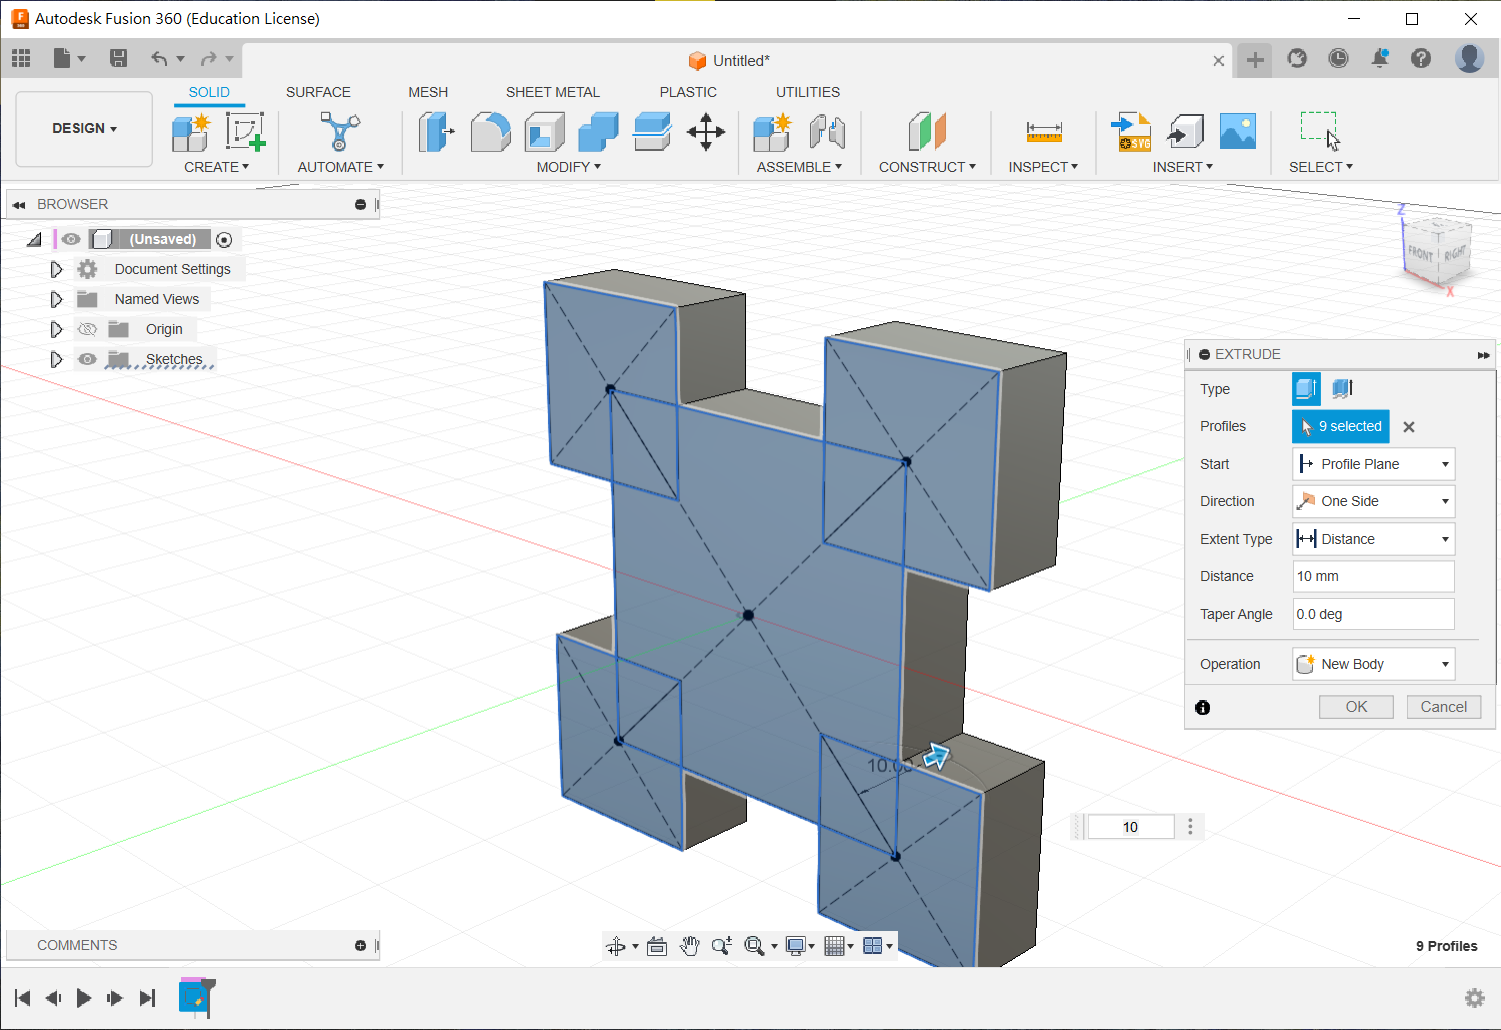 Autodesk Fusion 360 (Education License)
Untitled*
SOLID SURFACE MESH SHEET METAL PLASTIC UTILITIES
DESIGN
SVG
CREATE AUTOMATE MODIFY ASSEMBLE CONSTRUCT INSPECT INSERT SELECT
BROWSER
(Unsaved)
Document Settings
Named Views
Origin
Sketches
Z
FRONT RIGHT
X
EXTRUDE
Type
Profiles 9 selected
Start Profile Plane
Direction One Side
Extent Type Distance
Distance 10 mm
Taper Angle 0.0 deg
Operation New Body
OK Cancel
10.00
10
COMMENTS
9 Profiles